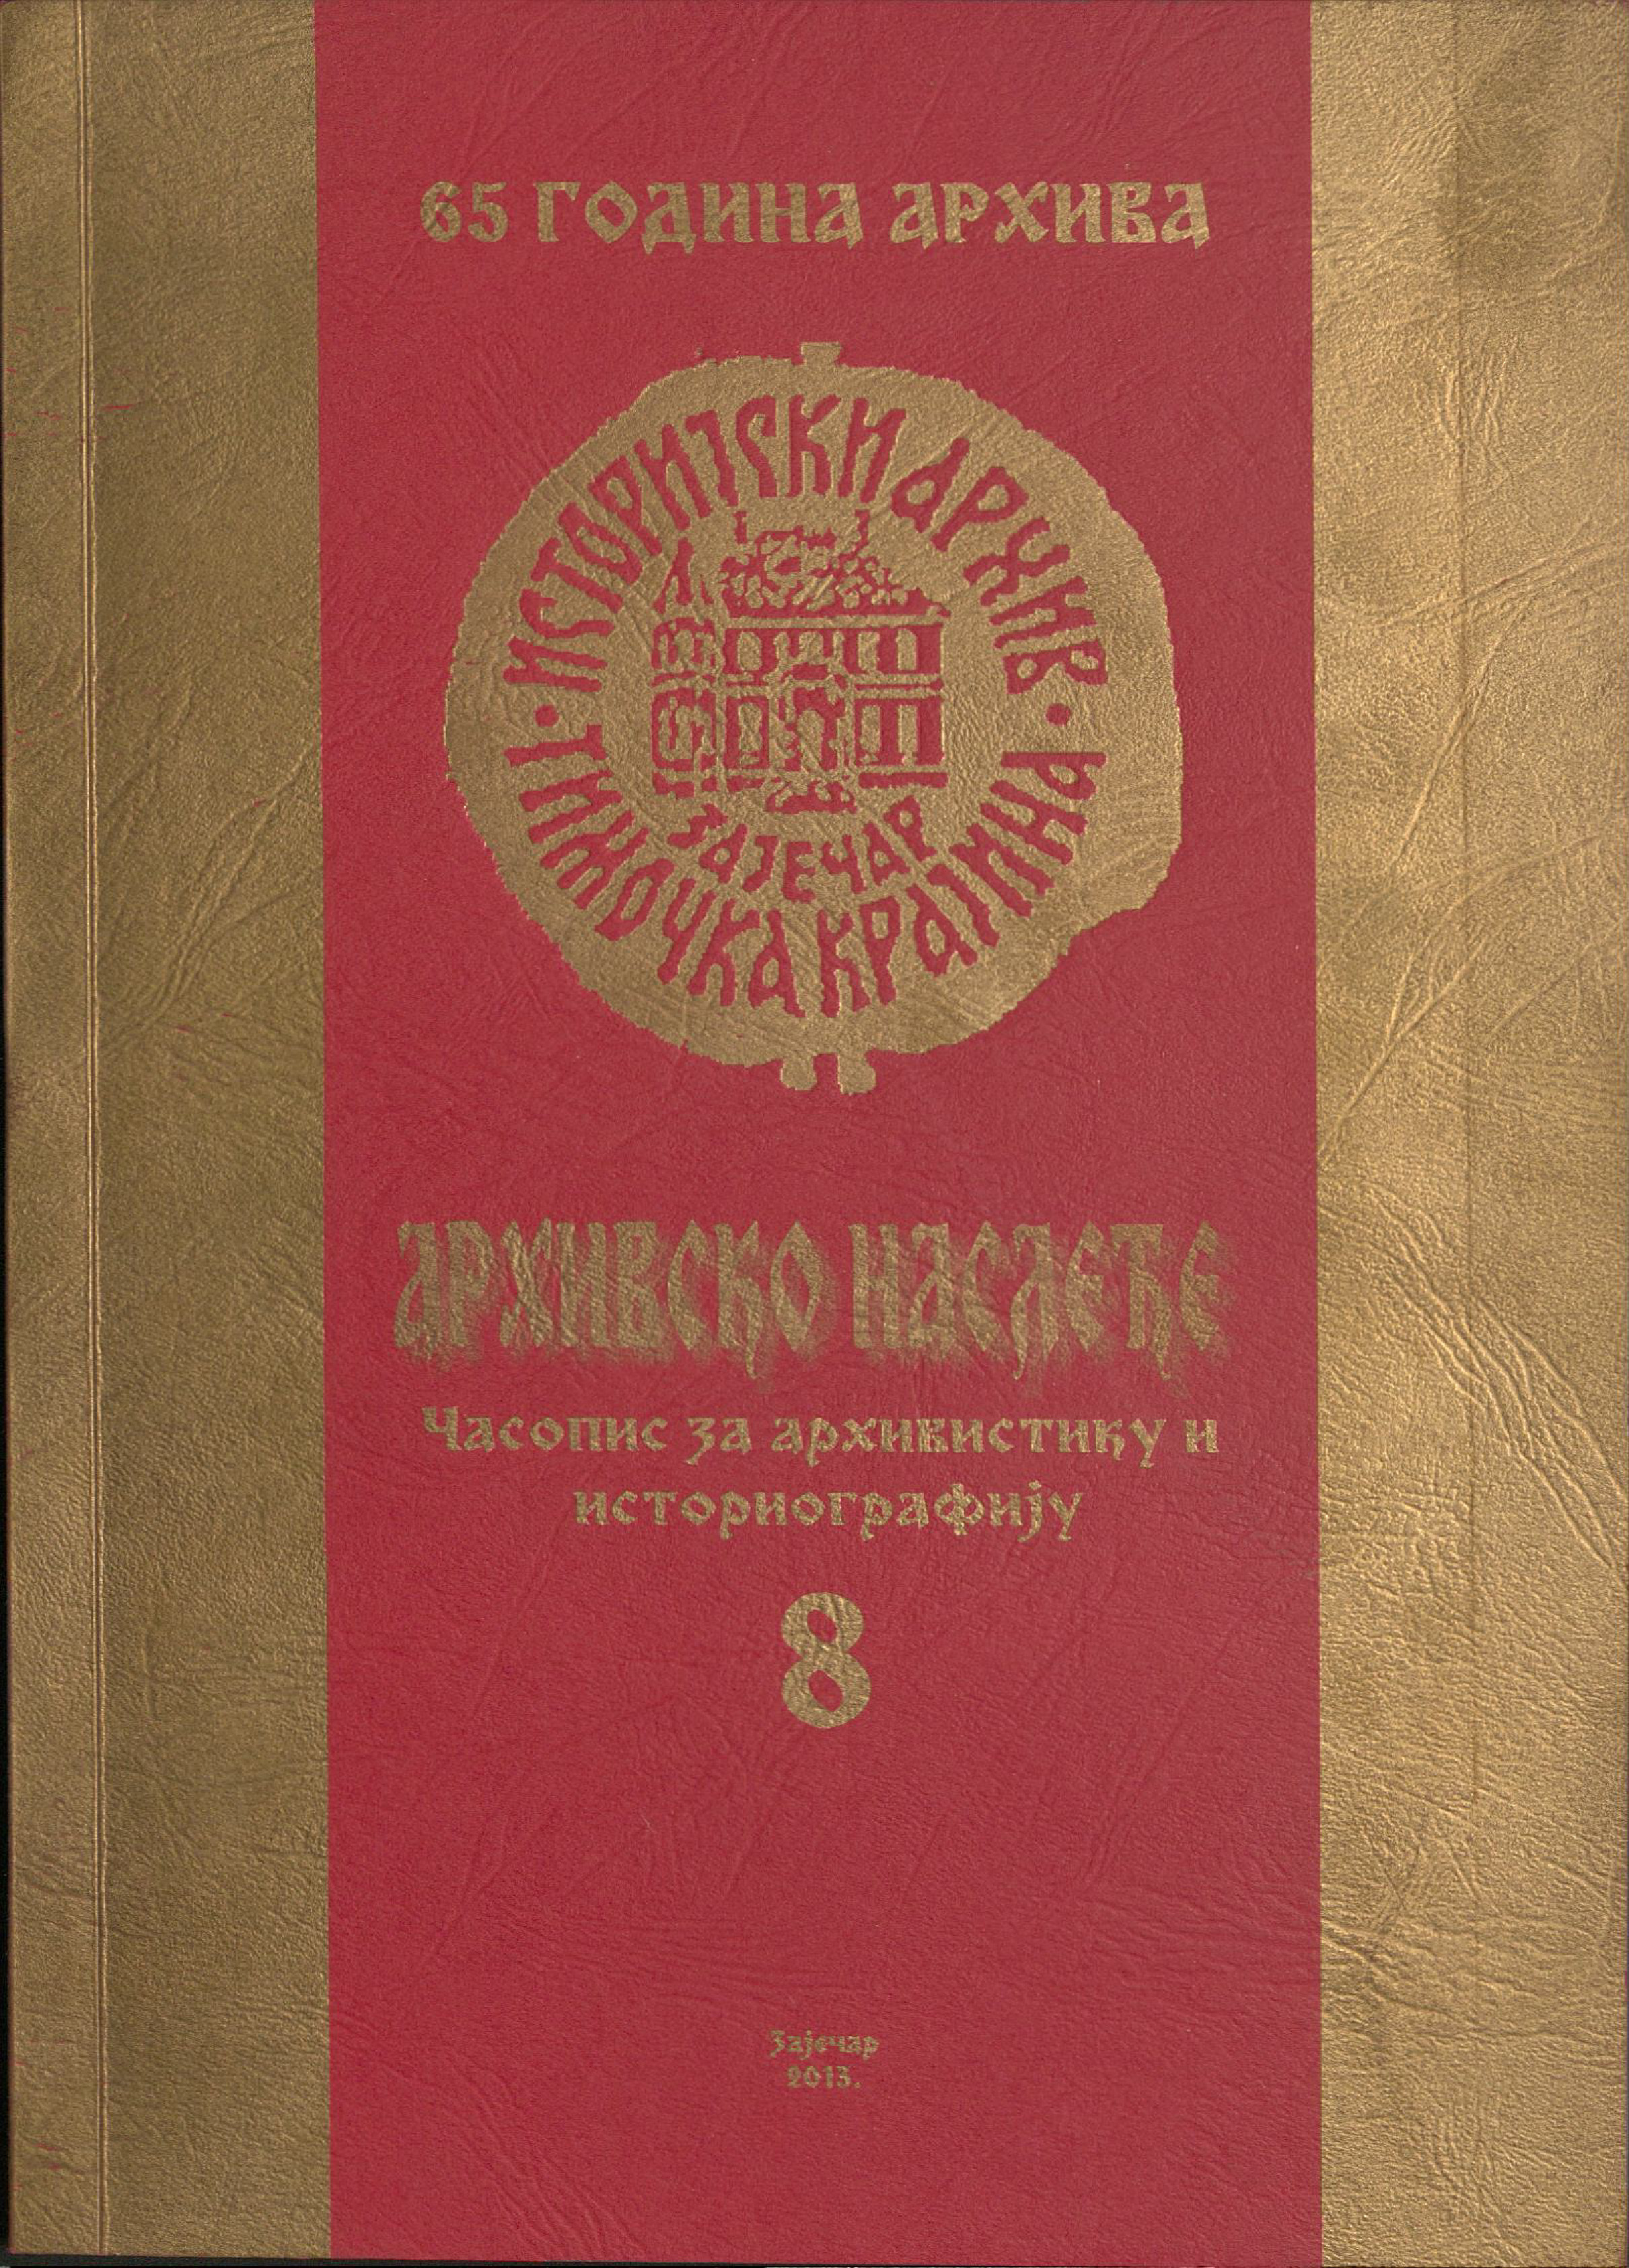 65 ГОДИНА АРХИВА
ИСТОРИЈСКИ АРХИВ
ТИМОЧКА КРАЈИНА
ЗАЈЕЧАР
АРХИВСКО НАСЛЕЂЕ
Часопис за архивистику и
историографију
8
Зајечар
2013.